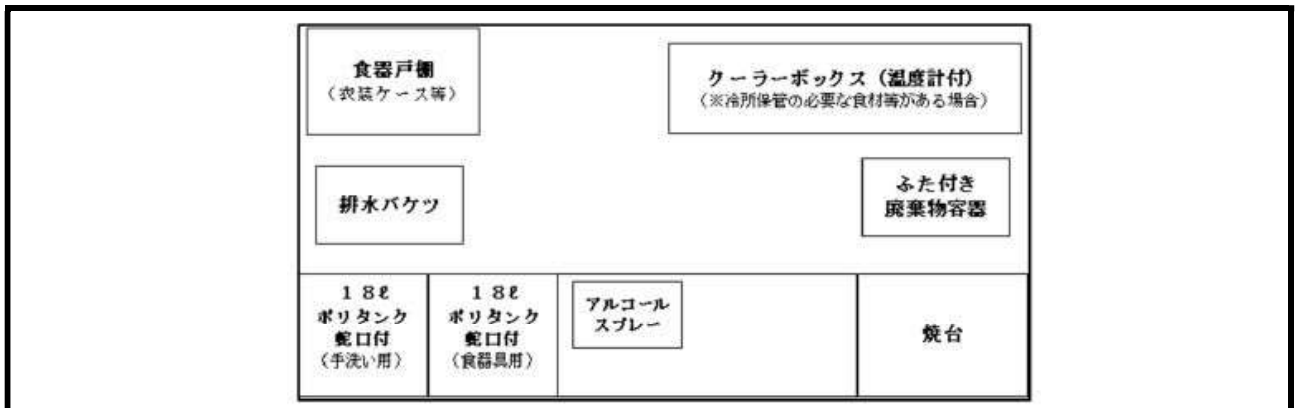 食器戸棚
（衣装ケース等）
クーラーボックス（温度計付）
（※冷所保管の必要な食材等がある場合）
排水バケツ
ふた付き
廃棄物容器
１８ℓ
ポリタンク
蛇口付
（手洗い用）
１８ℓ
ポリタンク
蛇口付
（食器具用）
アルコール
スプレー
焼台